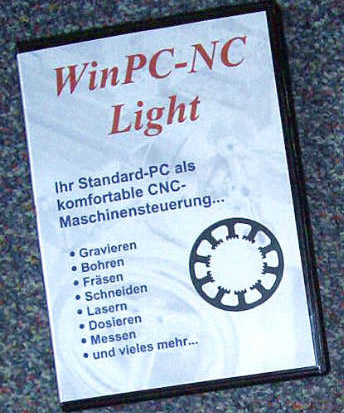 WinPC-NC
Light
Ihr Standard-PC als
komfortable CNC-
Maschinensteuerung...
• Gravieren
• Bohren
• Fräsen
• Schneiden
• Lasern
• Dosieren
• Messen
• und vieles mehr...